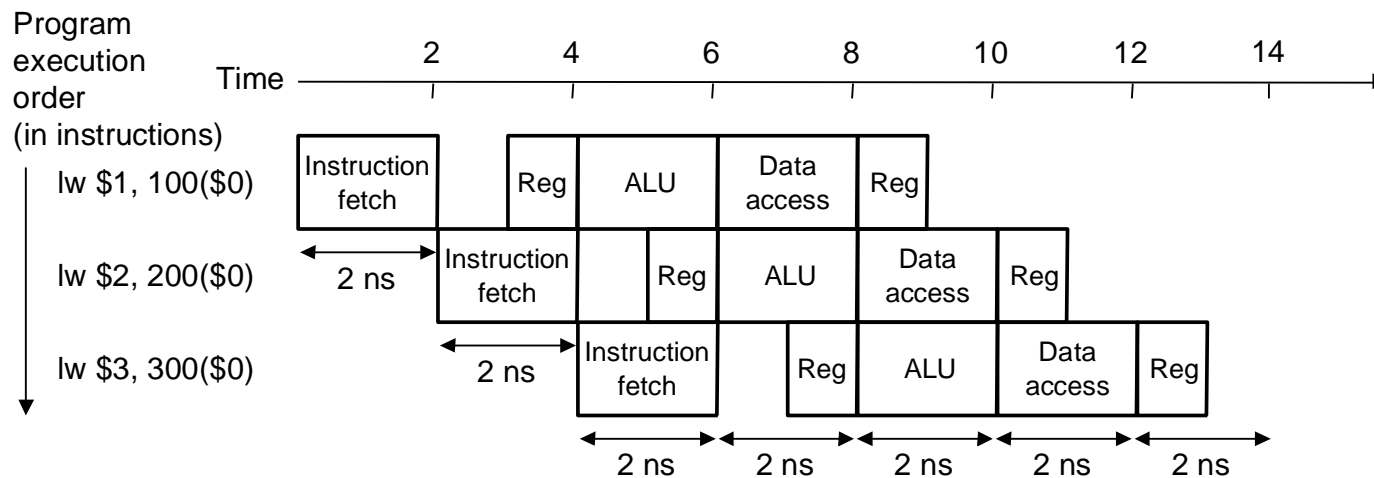 Program
execution
order
(in instructions)
Time
2 4 6 8 10 12 14
lw $1, 100($0)
Instruction
fetch
Reg
ALU
Data
access
Reg
2 ns
lw $2, 200($0)
Instruction
fetch
Reg
ALU
Data
access
Reg
2 ns
lw $3, 300($0)
Instruction
fetch
Reg
ALU
Data
access
Reg
2 ns 2 ns 2 ns 2 ns 2 ns